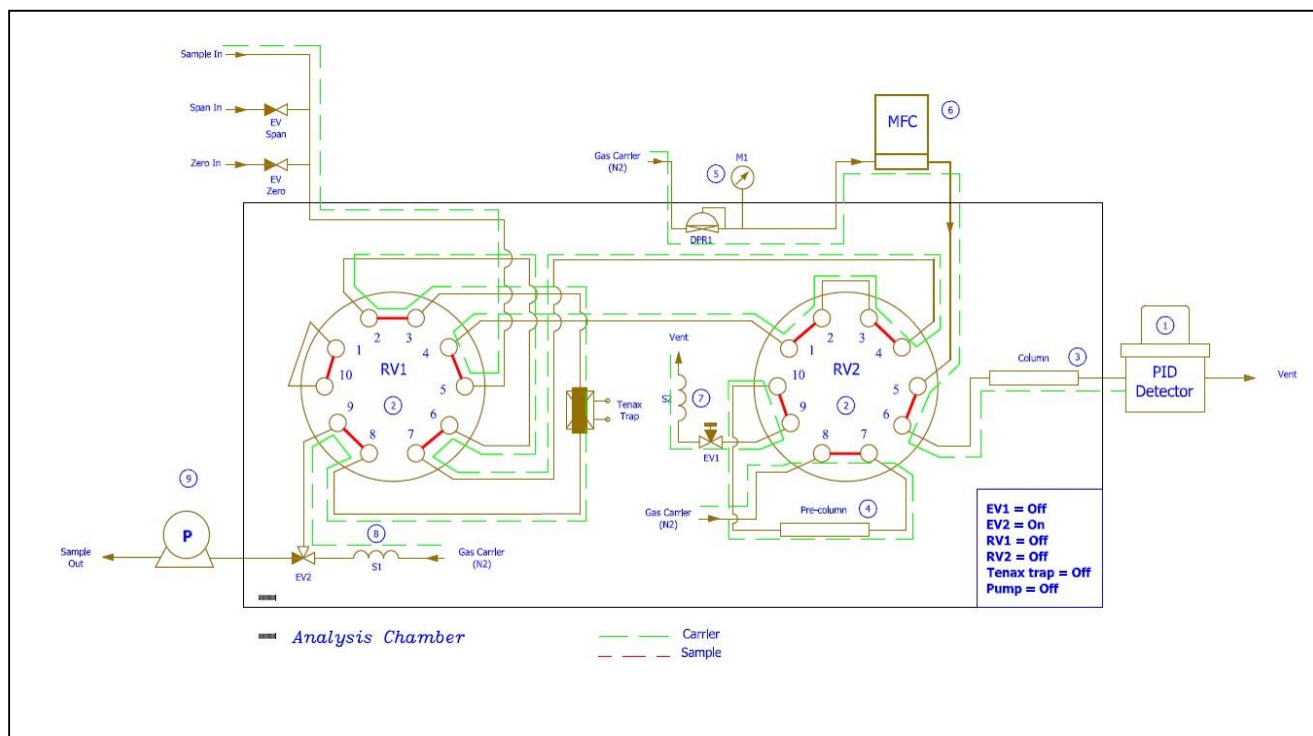 Sample In
Span In
EV
Span
Zero In
EV
Zero
Gas Carrier
(N2)
5
M1
DPR1
MFC
6
1
2
3
4
5
6
7
8
9
10
RV1
2
Tenax
Trap
Vent
S2
7
EV1
1
2
3
4
5
6
7
8
9
10
RV2
2
Column
3
1
PID
Detector
Vent
Gas Carrier
(N2)
Pre-column
4
9
P
Sample
Out
EV2
8
S1
Gas Carrier
(N2)
EV1 = Off
EV2 = On
RV1 = Off
RV2 = Off
Tenax trap = Off
Pump = Off
Analysis Chamber
Carrier
Sample